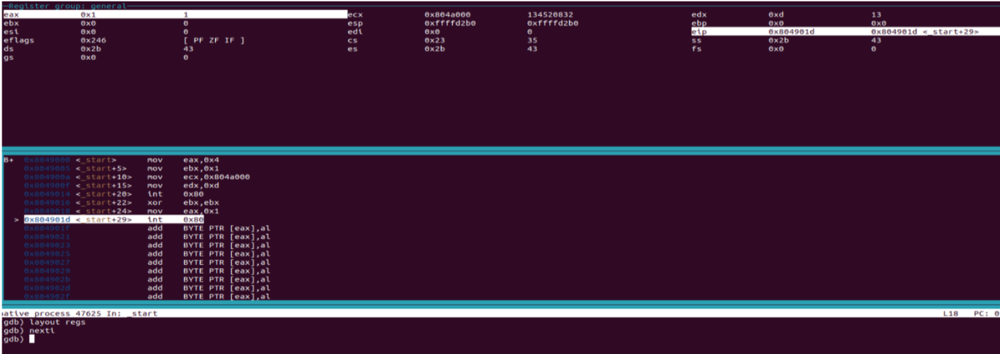 Register group: general
eax 0x1 1 ecx 0x804a000 134520832 edx 0xd 13
ebx 0x0 0 esp 0xffffd2b0 0xffffd2b0 ebp 0x0 0x0
esi 0x0 0 edi 0x0 0 eip 0x804901d 0x804901d <_start+29>
eflags 0x246 [ PF ZF IF ] cs 0x23 35 ss 0x2b 43
ds 0x2b 43 es 0x2b 43 fs 0x0 0
gs 0x0 0
B+ 0x8049000 <_start> mov eax,0x4
0x8049005 <_start+5> mov ebx,0x1
0x804900a <_start+10> mov ecx,0x804a000
0x804900f <_start+15> mov edx,0xd
0x8049014 <_start+20> int 0x80
0x8049016 <_start+22> xor ebx,ebx
0x8049018 <_start+24> mov eax,0x1
> 0x804901d <_start+29> int 0x80
0x804901f add BYTE PTR [eax],al
0x8049021 add BYTE PTR [eax],al
0x8049023 add BYTE PTR [eax],al
0x8049025 add BYTE PTR [eax],al
0x8049027 add BYTE PTR [eax],al
0x8049029 add BYTE PTR [eax],al
0x804902b add BYTE PTR [eax],al
0x804902d add BYTE PTR [eax],al
0x804902f add BYTE PTR [eax],al
ative process 47625 In: _start L18 PC: 0
gdb) layout regs
gdb) nexti
gdb)